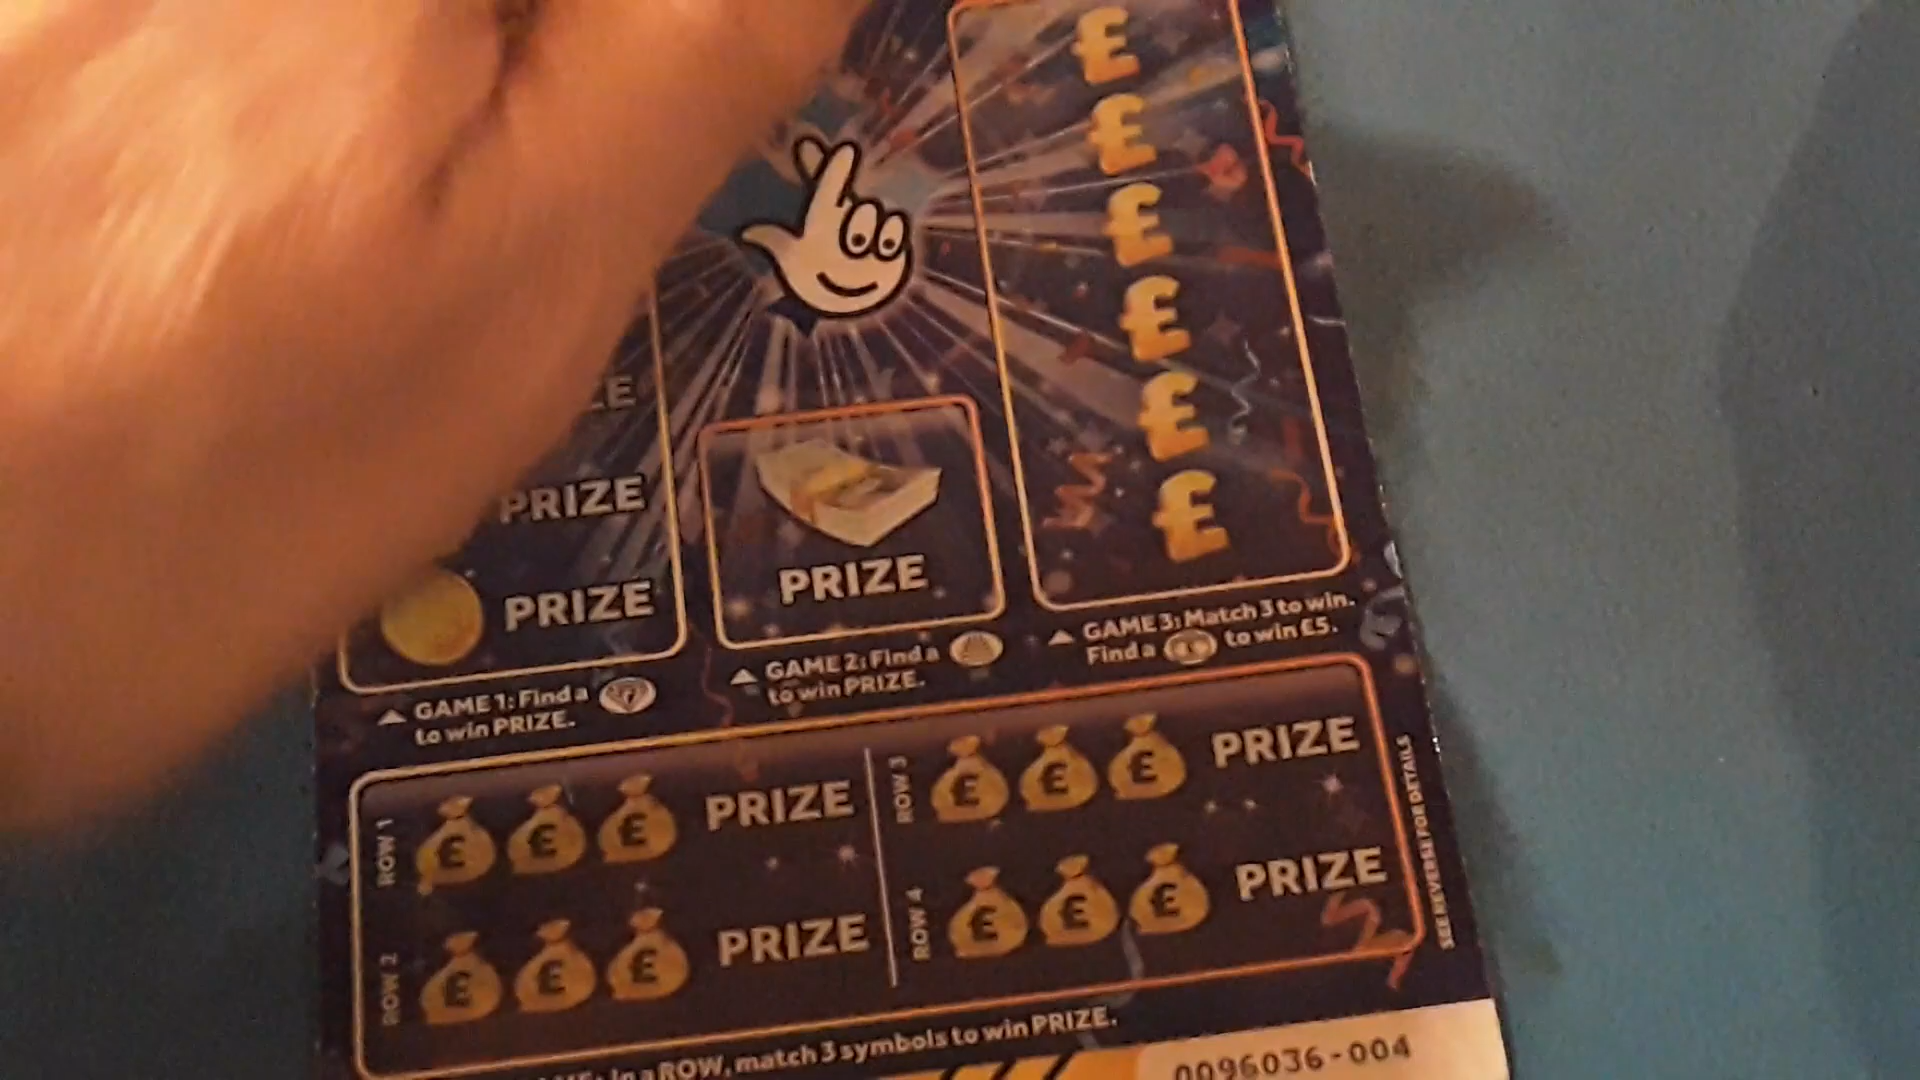 £
£
£
£
£
£
PRIZE
PRIZE
PRIZE
GAME 1: Find a
to win PRIZE.
GAME 2: Find a
to win PRIZE.
GAME 3: Match 3 to win.
Find a to win £5.
ROW 1 £ £ £ PRIZE
ROW 2 £ £ £ PRIZE
ROW 3 £ £ £ PRIZE
ROW 4 £ £ £ PRIZE
SEE REVERSE FOR DETAILS
In a ROW, match 3 symbols to win PRIZE.
0096036-004